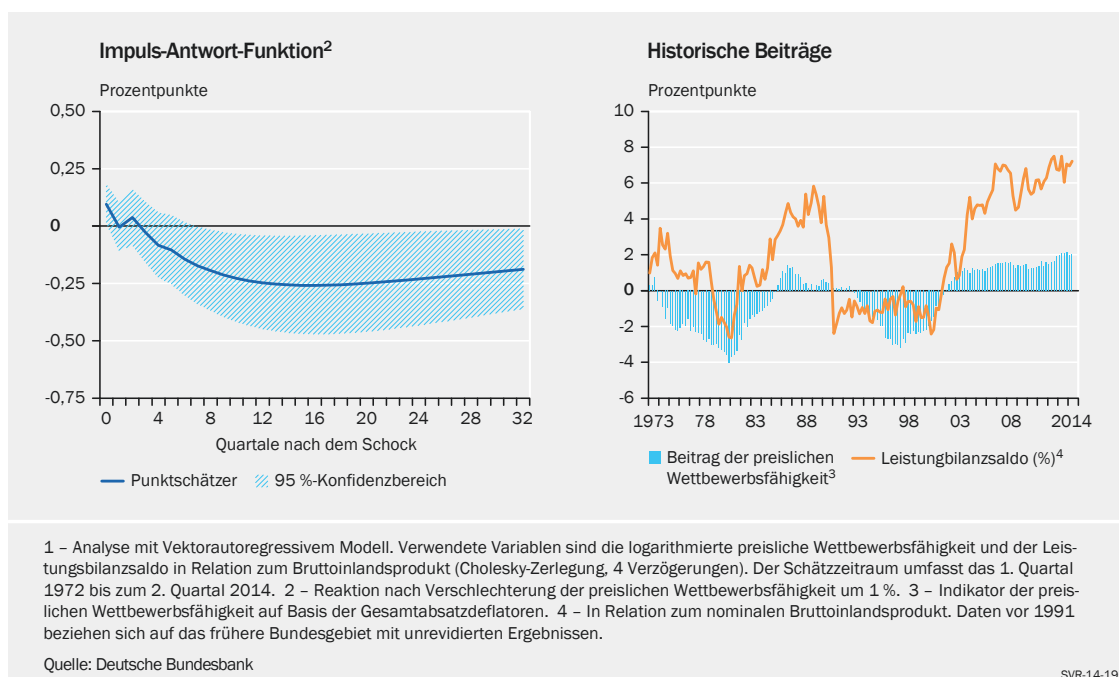 Impuls-Antwort-Funktion2
Prozentpunkte
0,50
0,25
0
-0,25
-0,50
-0,75
0 4 8 12 16 20 24 28 32
Quartale nach dem Schock
Punktschätzer 95 %-Konfidenzbereich
Historische Beiträge
Prozentpunkte
10
8
6
4
2
0
-2
-4
-6
1973 78 83 88 93 98 03 08 2014
Beitrag der preislichen
Wettbewerbsfähigkeit3
Leistungbilanzsaldo (%)4
1 – Analyse mit Vektorautoregressivem Modell. Verwendete Variablen sind die logarithmierte preisliche Wettbewerbsfähigkeit und der Leis-
tungsbilanzsaldo in Relation zum Bruttoinlandsprodukt (Cholesky-Zerlegung, 4 Verzögerungen). Der Schätzzeitraum umfasst das 1. Quartal
1972 bis zum 2. Quartal 2014. 2 – Reaktion nach Verschlechterung der preislichen Wettbewerbsfähigkeit um 1 %. 3 – Indikator der preis-
lichen Wettbewerbsfähigkeit auf Basis der Gesamtabsatzdeflatoren. 4 – In Relation zum nominalen Bruttoinlandsprodukt. Daten vor 1991
beziehen sich auf das frühere Bundesgebiet mit unrevidierten Ergebnissen.
Quelle: Deutsche Bundesbank
SVR-14-19